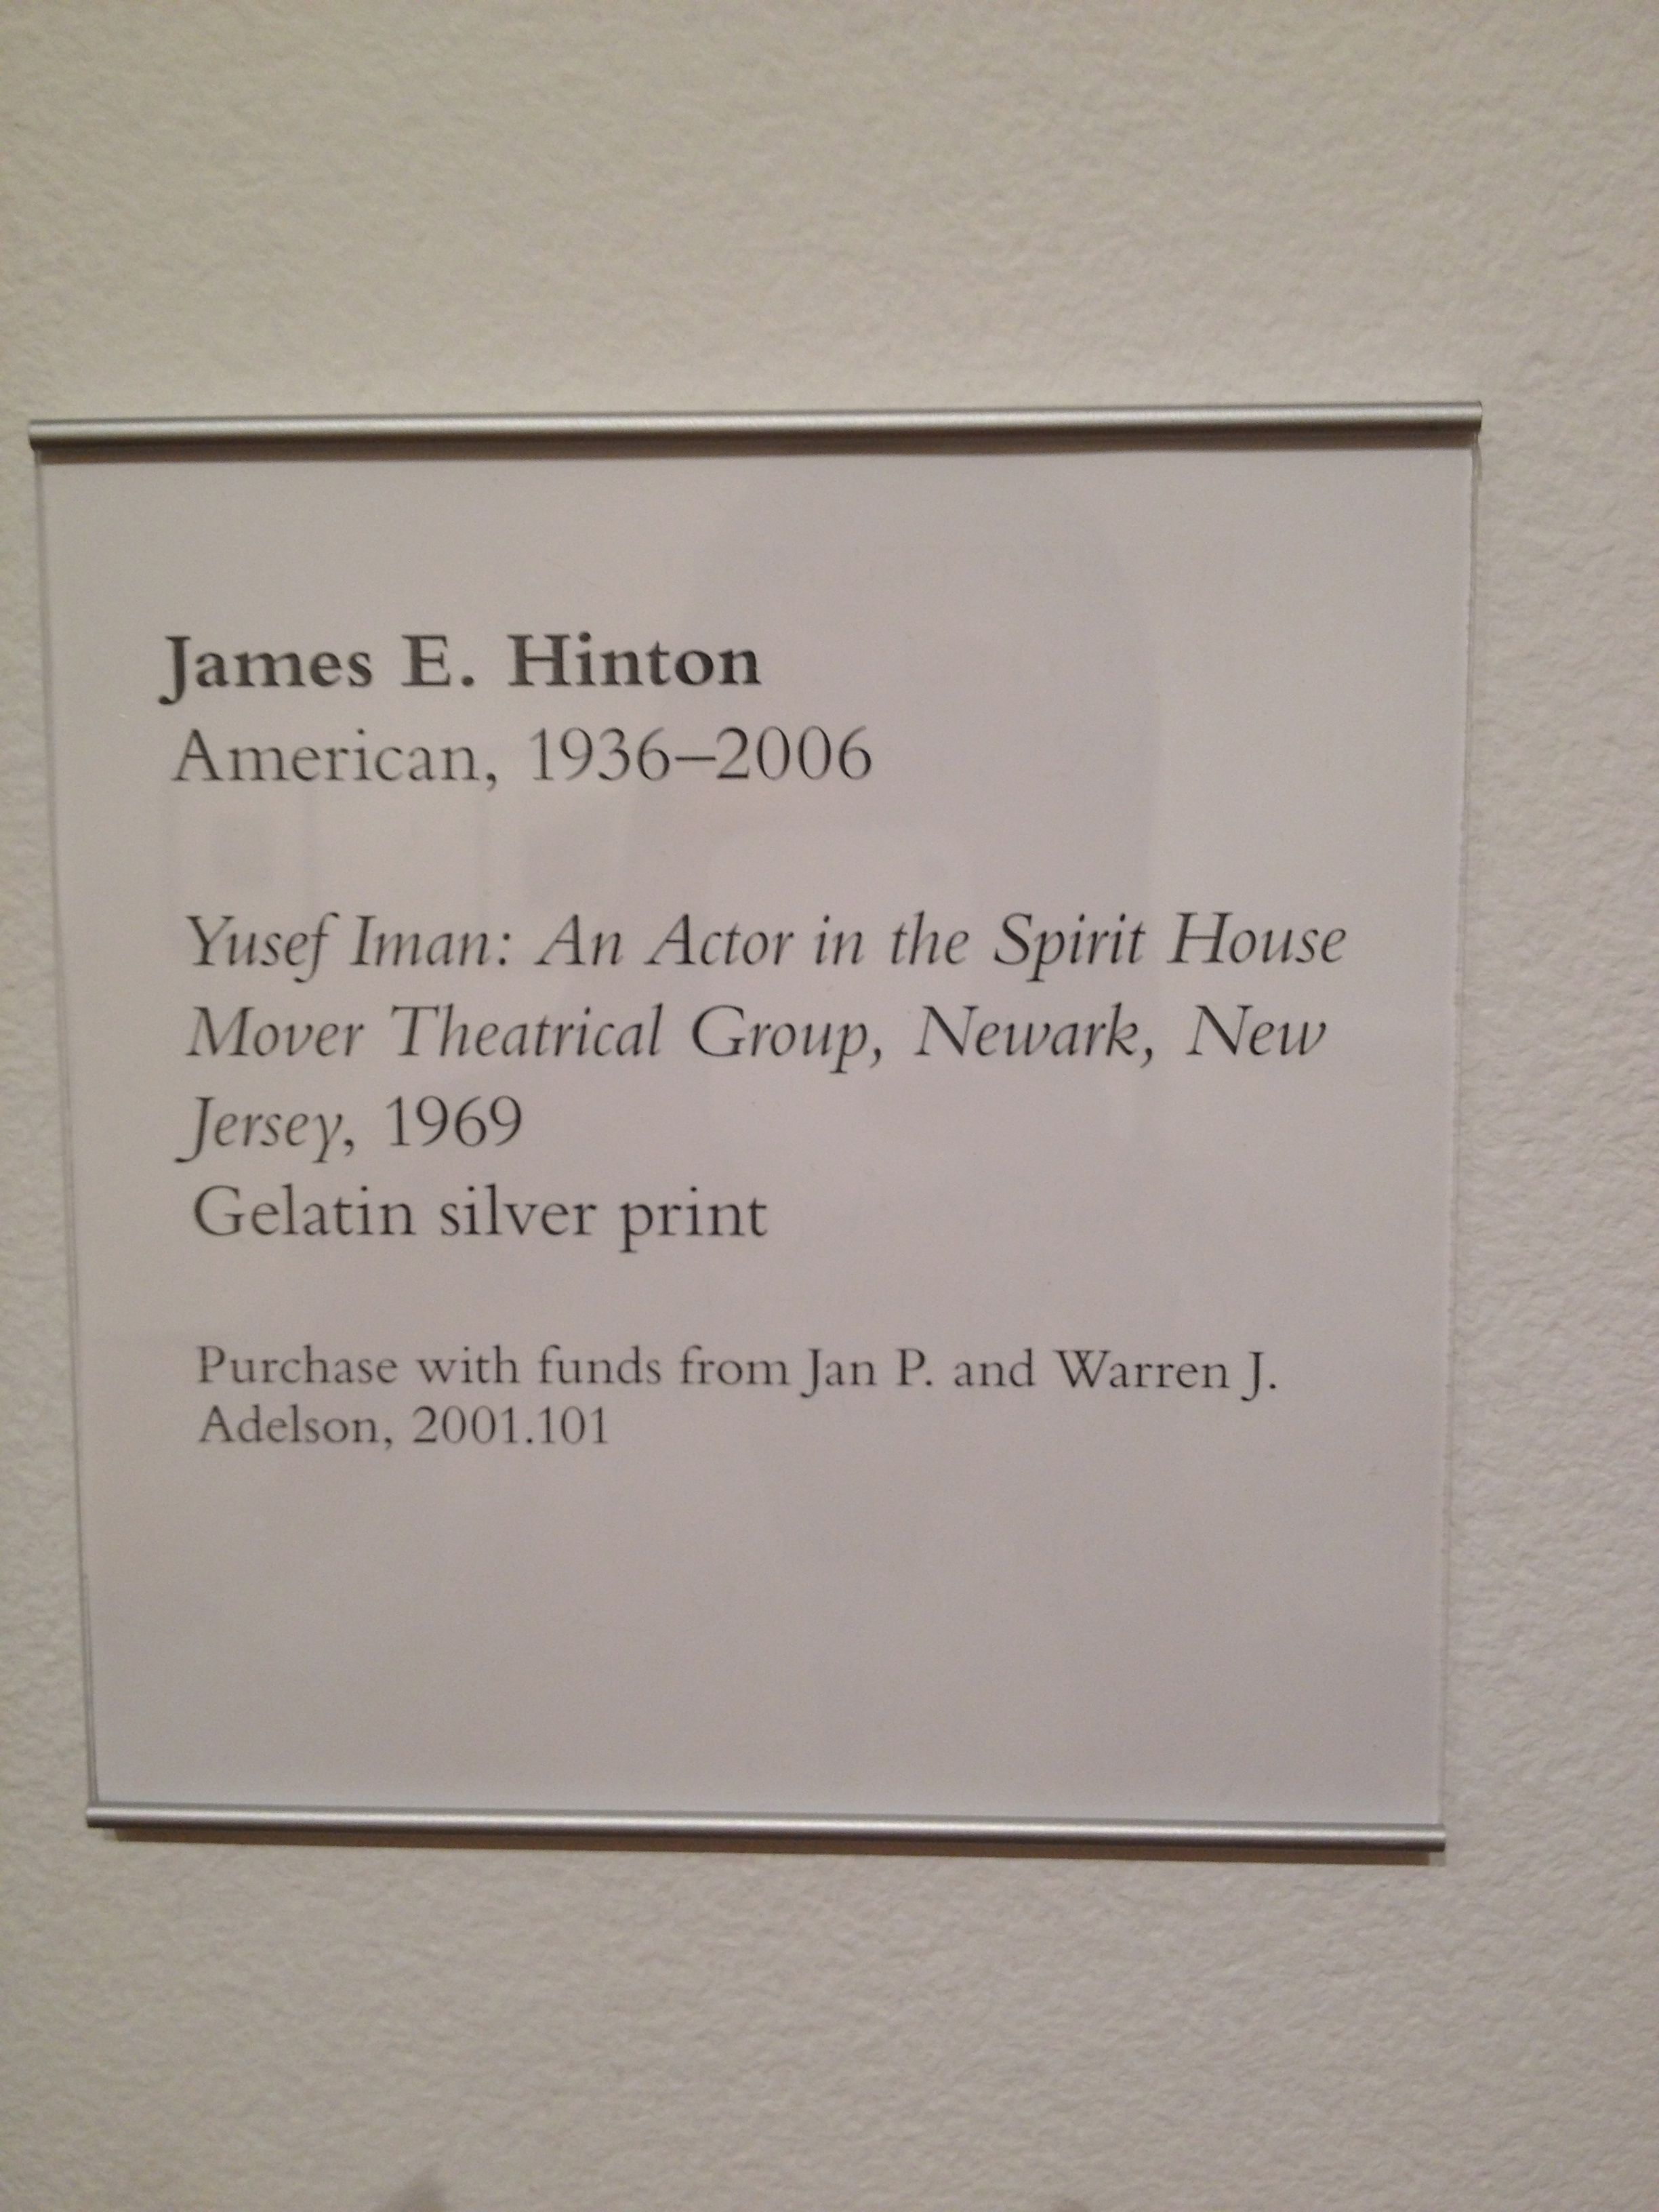 James E. Hinton
American, 1936–2006
Yusef Iman: An Actor in the Spirit House
Mover Theatrical Group, Newark, New
Jersey, 1969
Gelatin silver print
Purchase with funds from Jan P. and Warren J.
Adelson, 2001.101